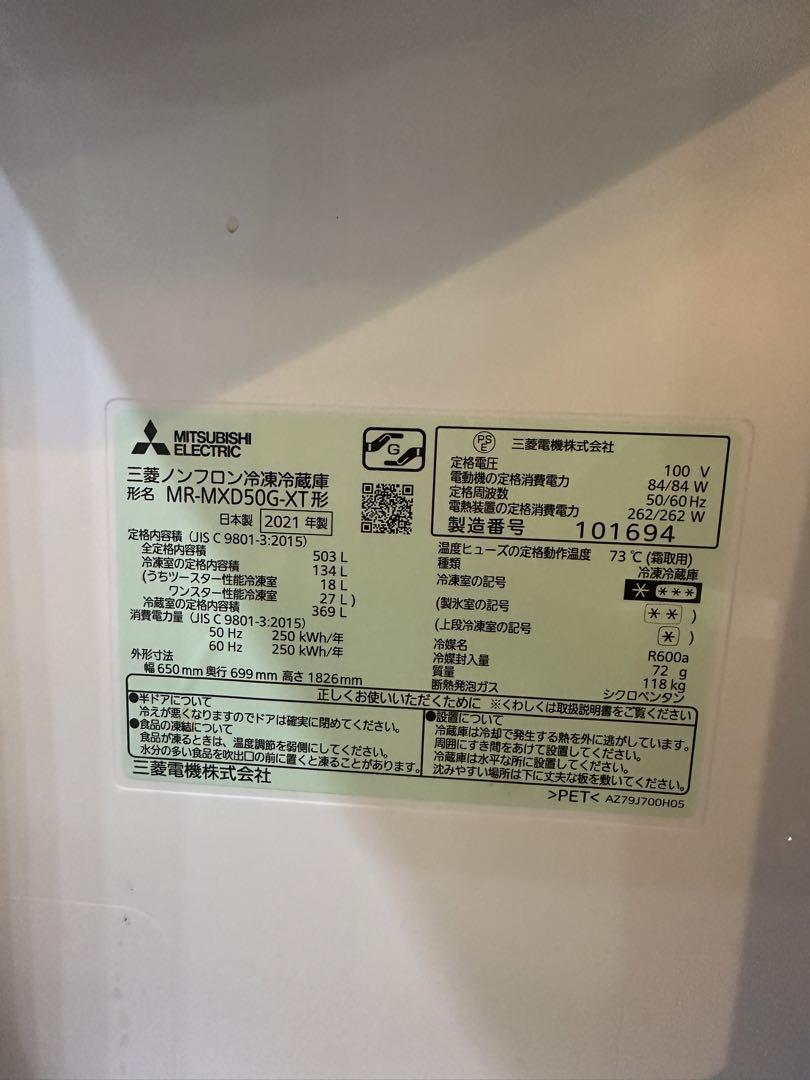 MITSUBISHI
ELECTRIC
G
三菱ノンフロン冷凍冷蔵庫
形名 MR-MXD50G-XT形
日本製 2021 年製
定格内容積 (JIS C 9801-3:2015)
全定格内容積 503 L
冷凍室の定格内容積 134 L
(うちツースター性能冷凍室 18 L
ワンスター性能冷凍室 27 L)
冷蔵室の定格内容積 369 L
消費電力量 (JIS C 9801-3:2015)
50 Hz 250 kWh/年
60 Hz 250 kWh/年
外形寸法
幅 650 mm 奥行 699 mm 高さ 1826 mm
PSE 三菱電機株式会社
定格電圧 100 V
電動機の定格消費電力 84/84 W
定格周波数 50/60 Hz
電熱装置の定格消費電力 262/262 W
製造番号 101694
温度ヒューズの定格動作温度 73 ℃ (霜取用)
種類 冷凍冷蔵庫
冷凍室の記号 * ***
(製氷室の記号 ** )
(上段冷凍室の記号 * )
冷媒名 R600a
冷媒封入量 72 g
質量 118 kg
断熱発泡ガス シクロペンタン
正しくお使いいただくために ※くわしくは取扱説明書をご覧ください
●半ドアについて
冷えが悪くなりますのでドアは確実に閉めてください。
●食品の凍結について
食品が凍るときは、温度調節を弱側にしてください。
水分の多い食品を吹出口の前に置くと凍ることがあります。
●設置について
冷蔵庫は冷却で発生する熱を外に逃がしています。
周囲にすき間をあけて設置してください。
冷蔵庫は水平な所に設置してください。
沈みやすい場所は下に丈夫な板を敷いてください。
三菱電機株式会社
>PET< AZ79J700H05